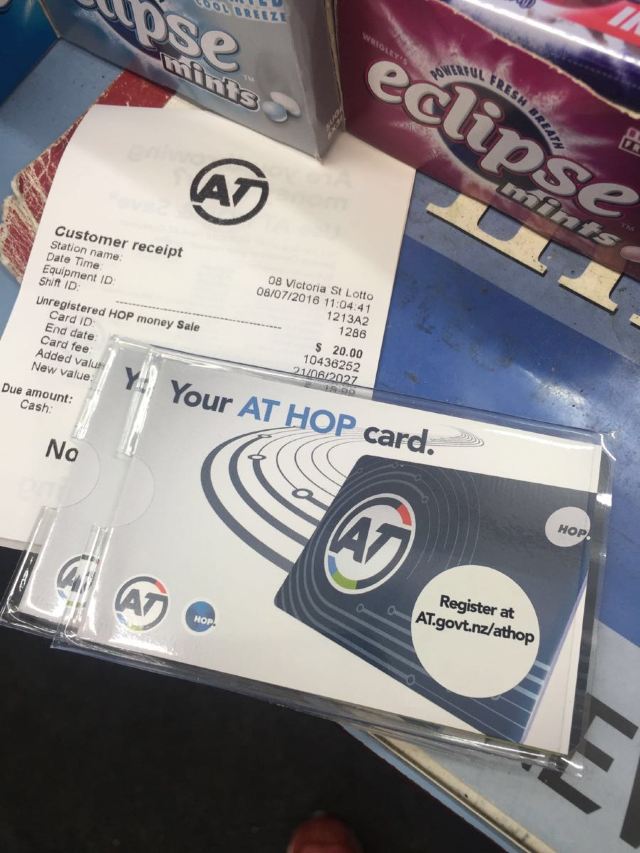 COOL BREEZE
eclipse
mints
WRIGLEY'S
POWERFUL FRESH BREATH
eclipse
mints
AT
Customer receipt
Station name: 08 Victoria St Lotto
Date Time: 08/07/2016 11:04:41
Equipment ID: 1213A2
Shift ID: 1286
Unregistered HOP money Sale $ 20.00
Card ID: 10436252
End date: 21/06/2027
Card fee:
Added value
New value:
Due amount:
Cash:
No
Your AT HOP card.
AT
HOP
Register at
AT.govt.nz/athop
AT
AT
HOP